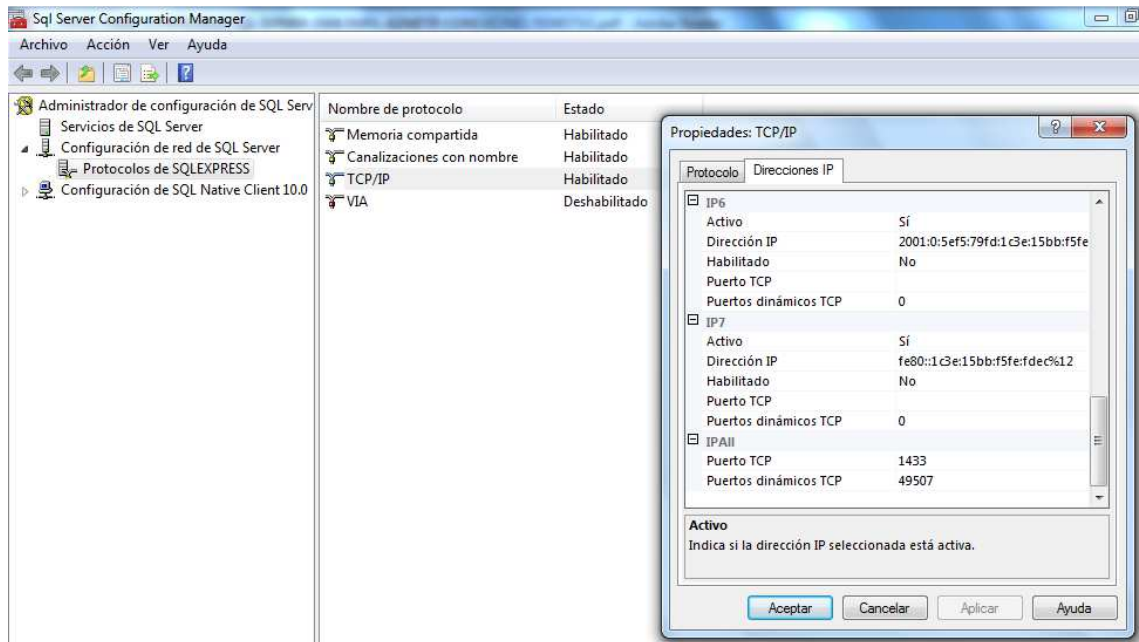 Sql Server Configuration Manager
Archivo Acción Ver Ayuda
Administrador de configuración de SQL Serv
Servicios de SQL Server
Configuración de red de SQL Server
Protocolos de SQLEXPRESS
Configuración de SQL Native Client 10.0
Nombre de protocolo Estado
Memoria compartida Habilitado
Canalizaciones con nombre Habilitado
TCP/IP Habilitado
VIA Deshabilitado
Propiedades: TCP/IP
Protocolo Direcciones IP
IP6
Activo Sí
Dirección IP 2001:0:5ef5:79fd:1c3e:15bb:f5fe
Habilitado No
Puerto TCP
Puertos dinámicos TCP 0
IP7
Activo Sí
Dirección IP fe80::1c3e:15bb:f5fe:fdec%12
Habilitado No
Puerto TCP
Puertos dinámicos TCP 0
IPAll
Puerto TCP 1433
Puertos dinámicos TCP 49507
Activo
Indica si la dirección IP seleccionada está activa.
Aceptar Cancelar Aplicar Ayuda